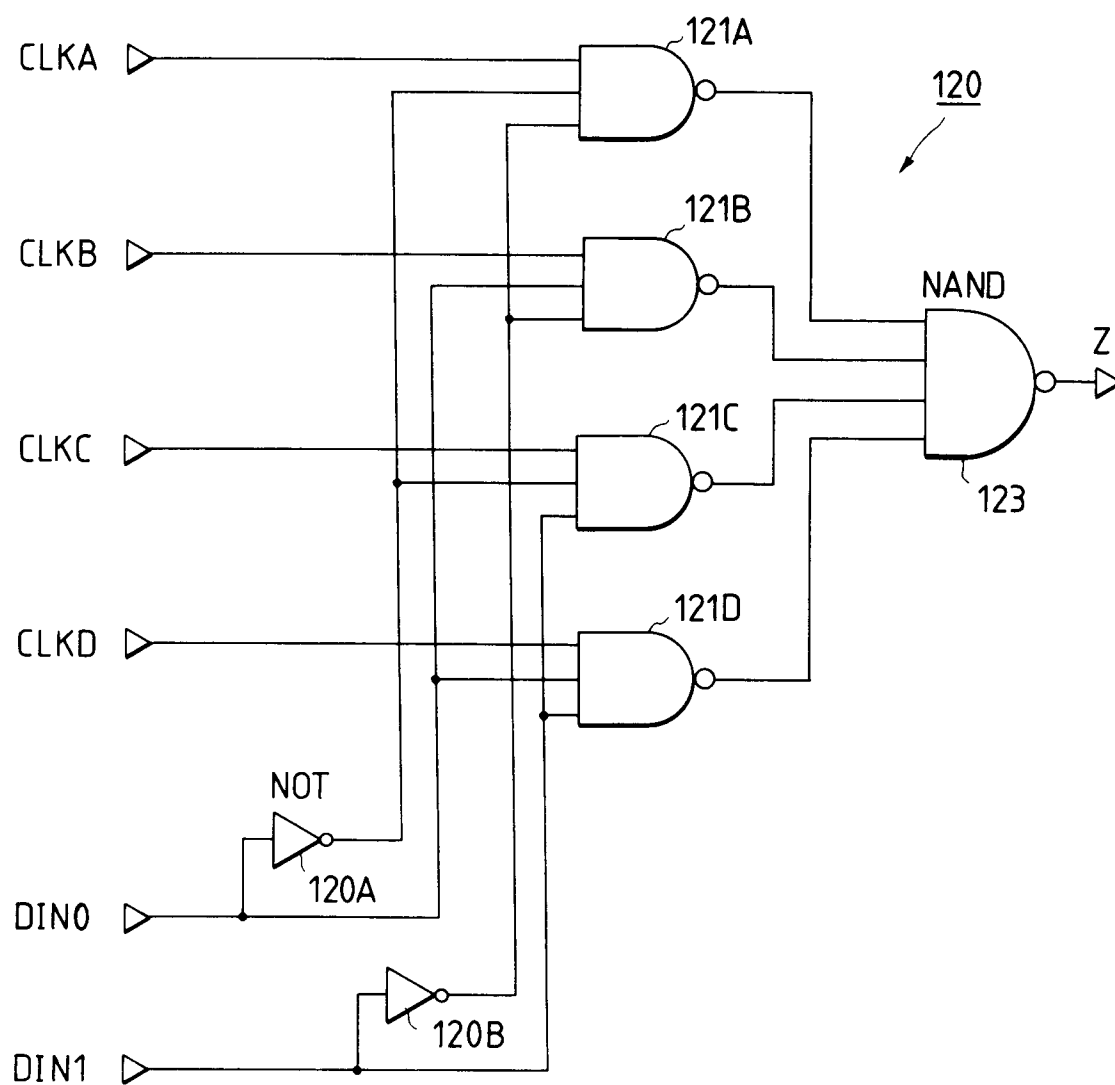 CLKA
121A
120
CLKB
121B
NAND
Z
CLKC
121C
123
CLKD
121D
NOT
120A
DIN0
120B
DIN1